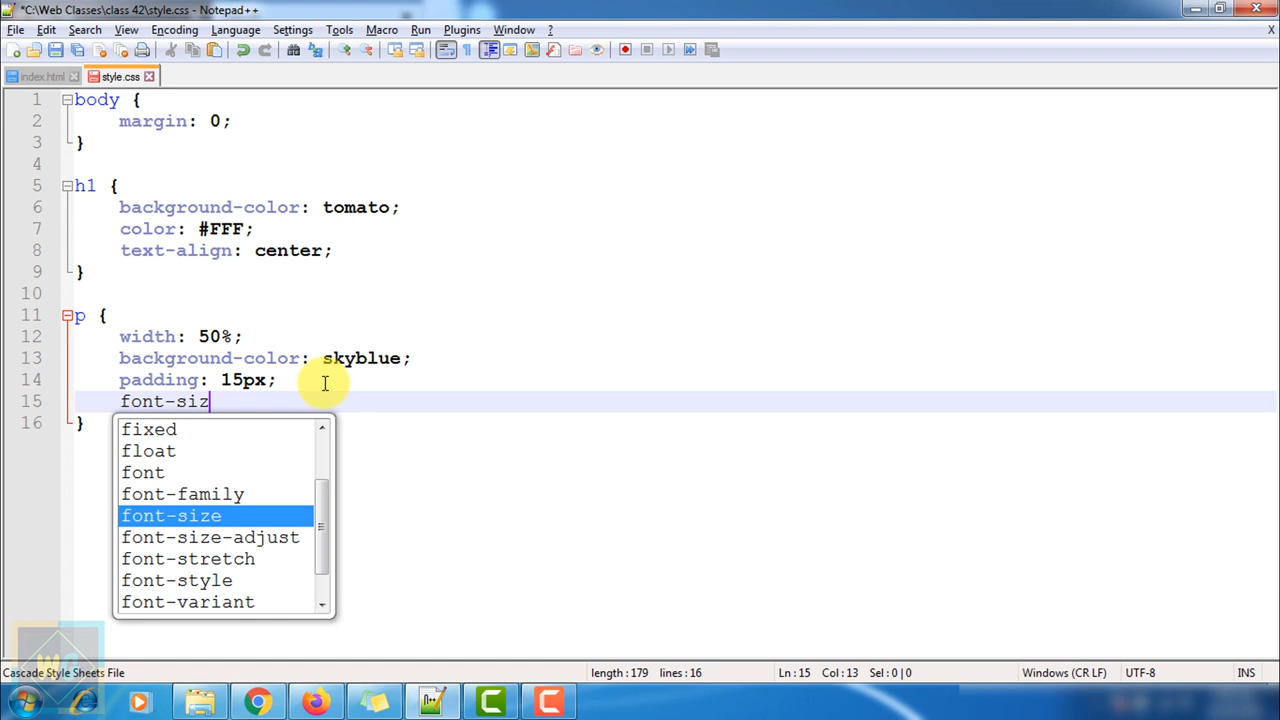 *C:\Web Classes\class 42\style.css - Notepad++
File Edit Search View Encoding Language Settings Tools Macro Run Plugins Window ? X
index.html style.css
1 body {
2 margin: 0;
3 }
4
5 h1 {
6 background-color: tomato;
7 color: #FFF;
8 text-align: center;
9 }
10
11 p {
12 width: 50%;
13 background-color: skyblue;
14 padding: 15px;
15 font-siz
16 }
fixed
float
font
font-family
font-size
font-size-adjust
font-stretch
font-style
font-variant
Cascade Style Sheets File length : 179 lines : 16 Ln : 15 Col : 13 Sel : 0 | 0 Windows (CR LF) UTF-8 INS